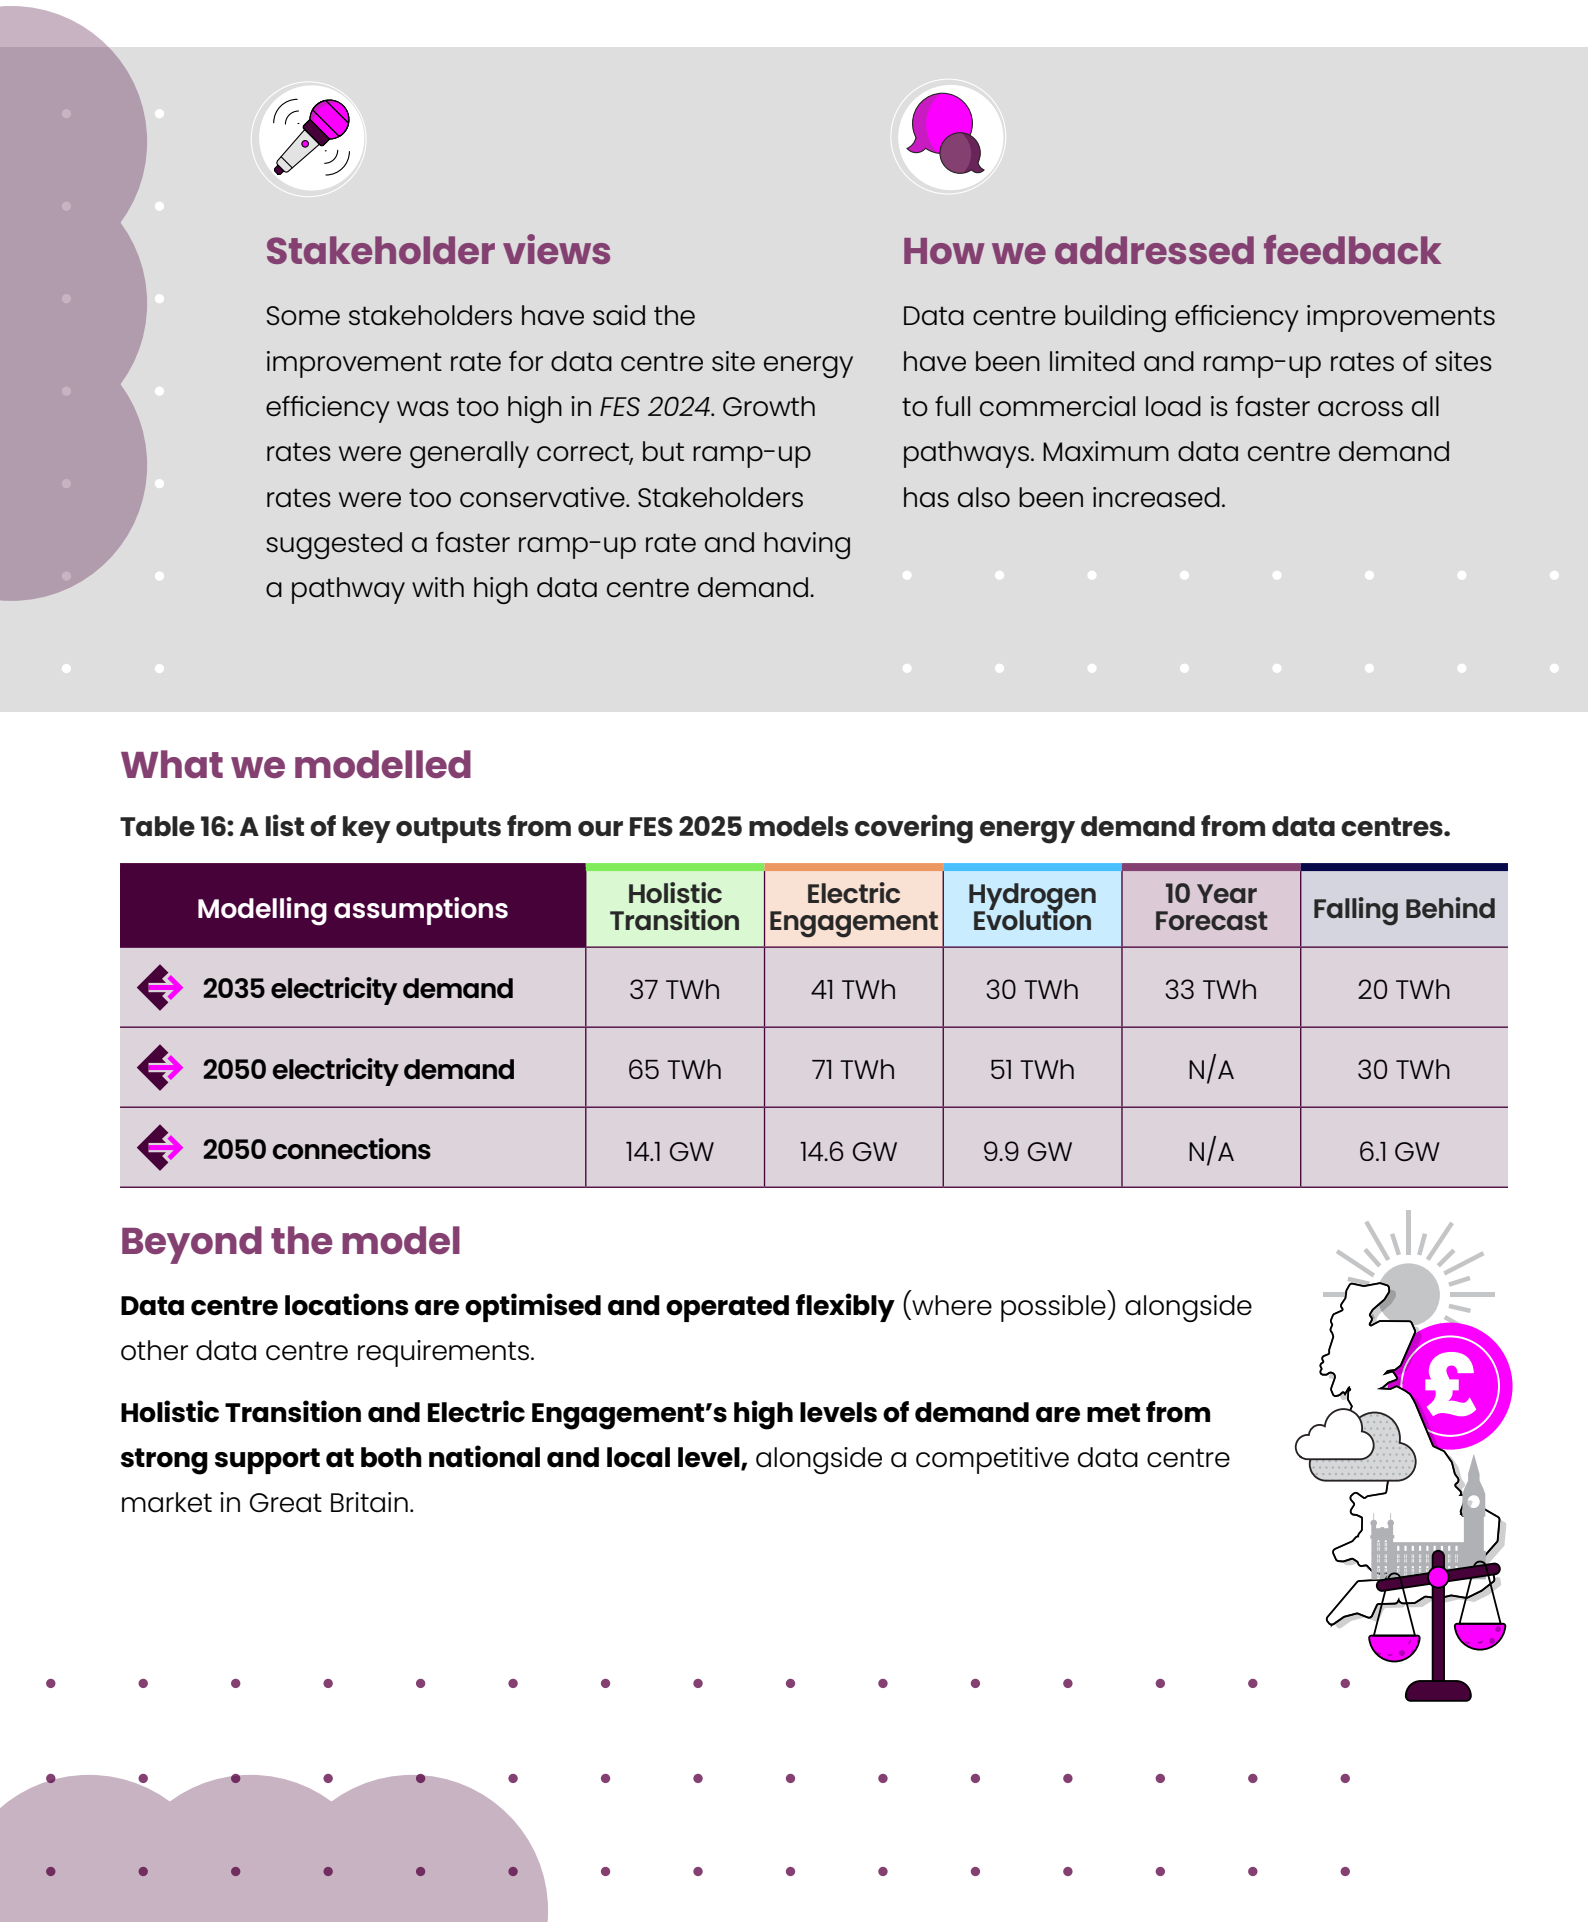 Stakeholder views
Some stakeholders have said the
improvement rate for data centre site energy
efficiency was too high in FES 2024. Growth
rates were generally correct, but ramp-up
rates were too conservative. Stakeholders
suggested a faster ramp-up rate and having
a pathway with high data centre demand.
How we addressed feedback
Data centre building efficiency improvements
have been limited and ramp-up rates of sites
to full commercial load is faster across all
pathways. Maximum data centre demand
has also been increased.
What we modelled
Table 16: A list of key outputs from our FES 2025 models covering energy demand from data centres.
Modelling assumptions
Holistic
Transition
Electric
Engagement
Hydrogen
Evolution
10 Year
Forecast
Falling Behind
2035 electricity demand 37 TWh 41 TWh 30 TWh 33 TWh 20 TWh
2050 electricity demand 65 TWh 71 TWh 51 TWh N/A 30 TWh
2050 connections 14.1 GW 14.6 GW 9.9 GW N/A 6.1 GW
Beyond the model
Data centre locations are optimised and operated flexibly (where possible) alongside
other data centre requirements.
Holistic Transition and Electric Engagement’s high levels of demand are met from
strong support at both national and local level, alongside a competitive data centre
market in Great Britain.
£